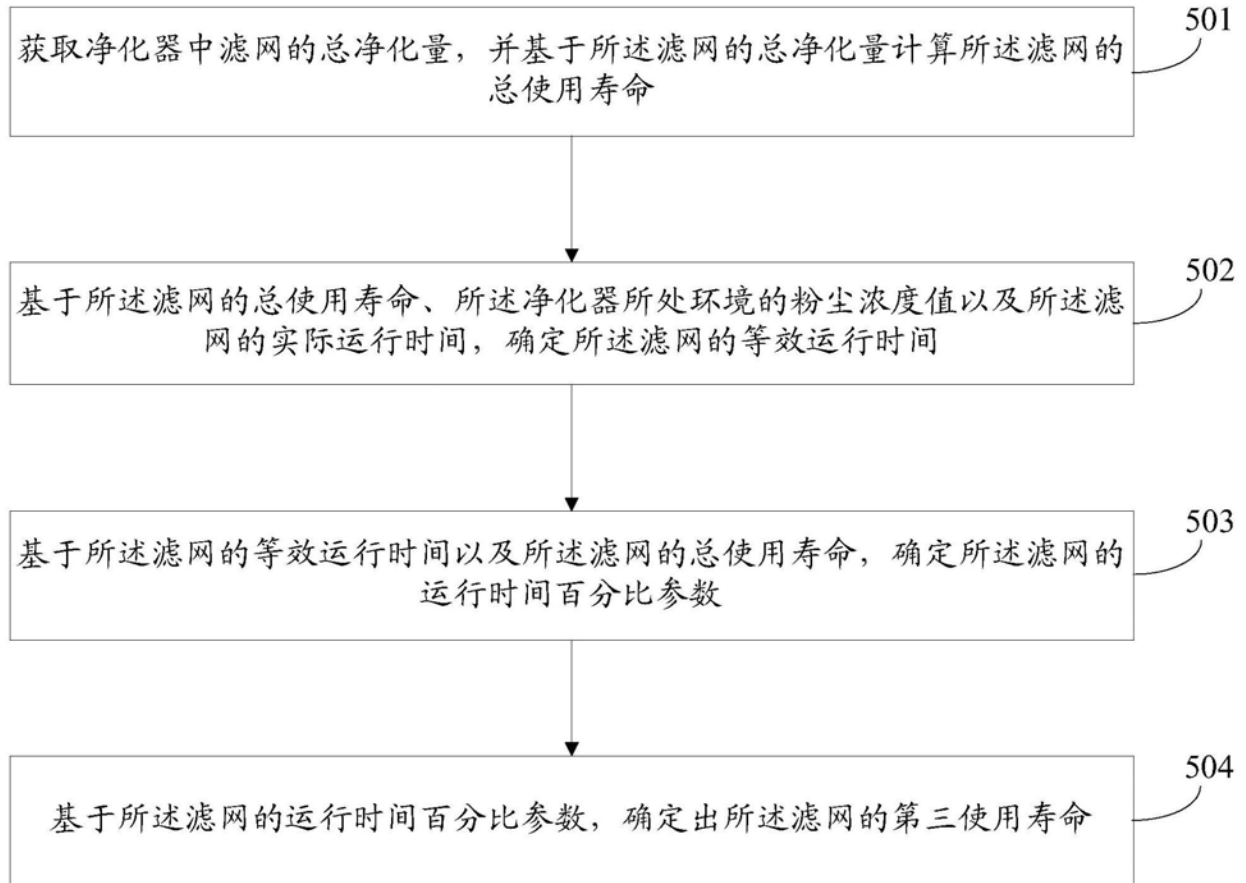 501
获取净化器中滤网的总净化量，并基于所述滤网的总净化量计算所述滤网的
总使用寿命
502
基于所述滤网的总使用寿命、所述净化器所处环境的粉尘浓度值以及所述滤
网的实际运行时间，确定所述滤网的等效运行时间
503
基于所述滤网的等效运行时间以及所述滤网的总使用寿命，确定所述滤网的
运行时间百分比参数
504
基于所述滤网的运行时间百分比参数，确定出所述滤网的第三使用寿命